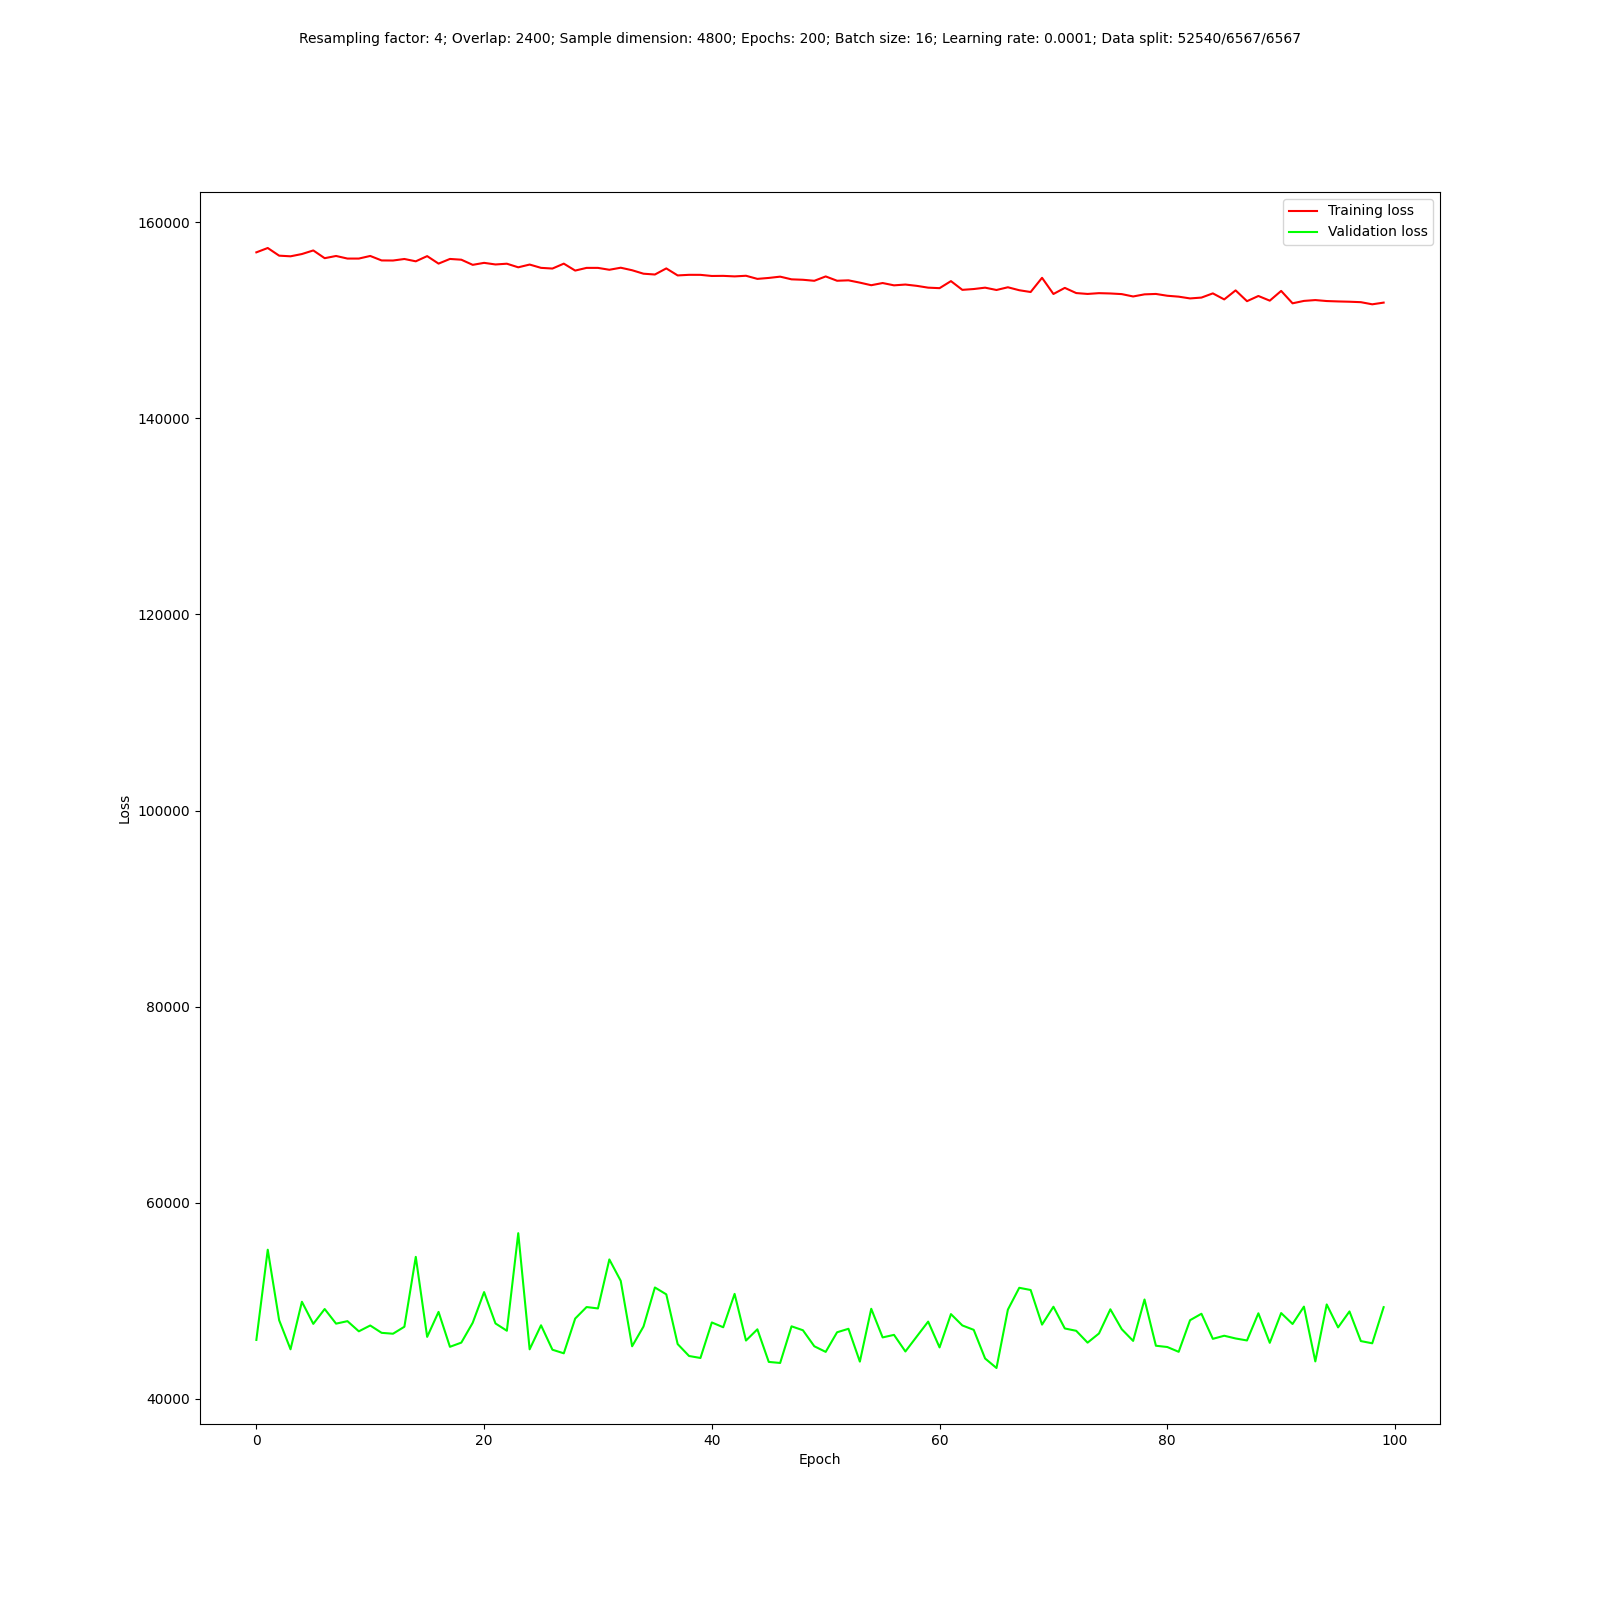 Resampling factor: 4; Overlap: 2400; Sample dimension: 4800; Epochs: 200; Batch size: 16; Learning rate: 0.0001; Data split: 52540/6567/6567
Training loss
Validation loss
160000
140000
120000
100000
80000
60000
40000
Loss
0 20 40 60 80 100
Epoch